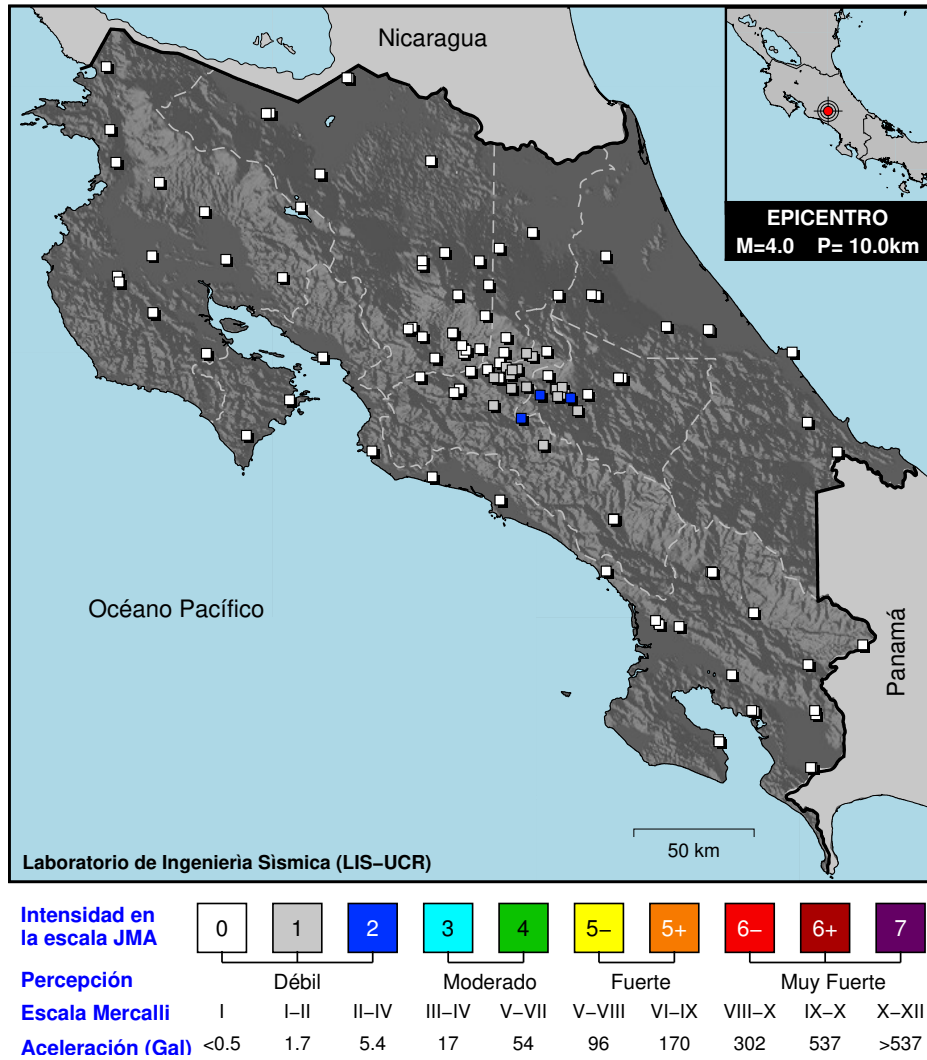 Nicaragua
EPICENTRO
M=4.0 P= 10.0km
Océano Pacífico
Panamá
50 km
Laboratorio de Ingenierìa Sìsmica (LIS−UCR)
Intensidad en
la escala JMA
0 1 2 3 4 5− 5+ 6− 6+ 7
Percepción Débil Moderado Fuerte Muy Fuerte
Escala Mercalli I I−II II−IV III−IV V−VII V−VIII VI−IX VIII−X IX−X X−XII
Aceleración (Gal) <0.5 1.7 5.4 17 54 96 170 302 537 >537